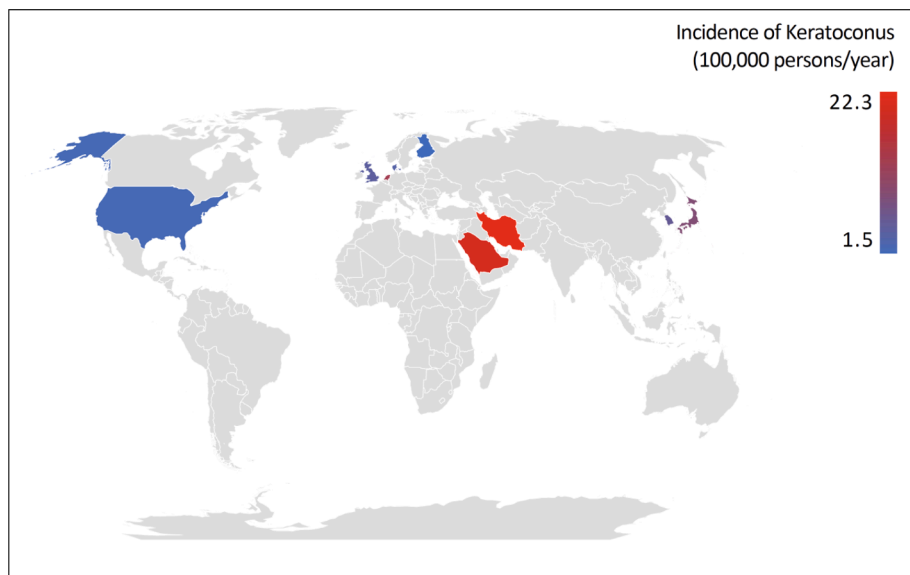 Incidence of Keratoconus
(100,000 persons/year)
22.3
1.5